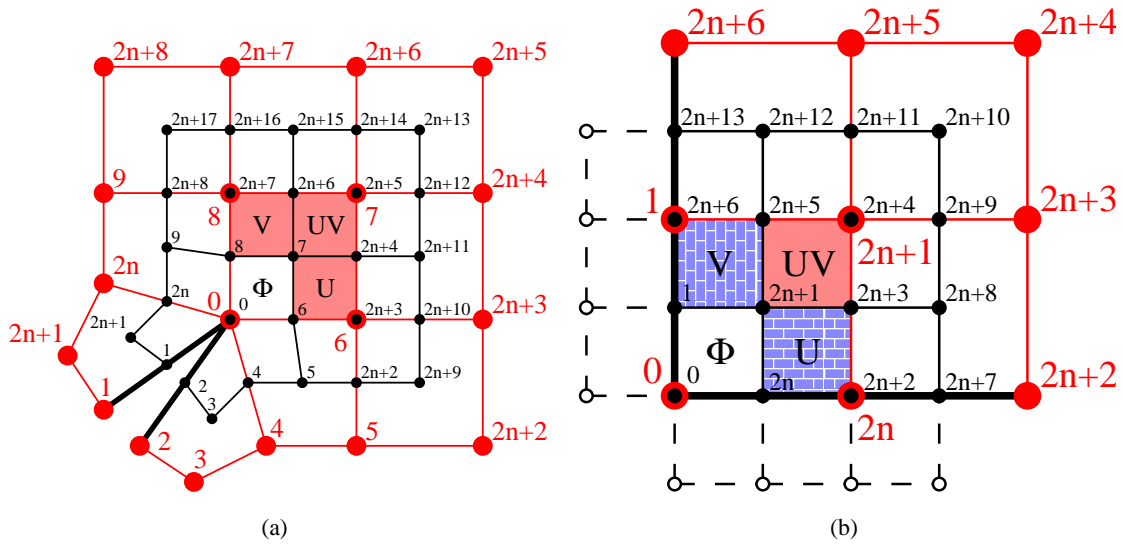 2n+8 2n+7 2n+6 2n+5
2n+17 2n+16 2n+15 2n+14 2n+13
9 2n+8 2n+7 2n+6 2n+5 2n+12 2n+4
8 V UV 7
9 8 7 2n+4 2n+11
2n 2n Φ U
0 0 6 2n+3 2n+10 2n+3
2n+1 2n+1 6
1 2 4 5 2n+2 2n+9
1 3
2 4 5 2n+2
3
(a)
2n+6 2n+5 2n+4
2n+13 2n+12 2n+11 2n+10
1 2n+6 2n+5 2n+4 2n+9 2n+3
V UV 2n+1
1 2n+1 2n+3 2n+8
Φ U
0 0 2n 2n+2 2n+7 2n+2
2n
(b)